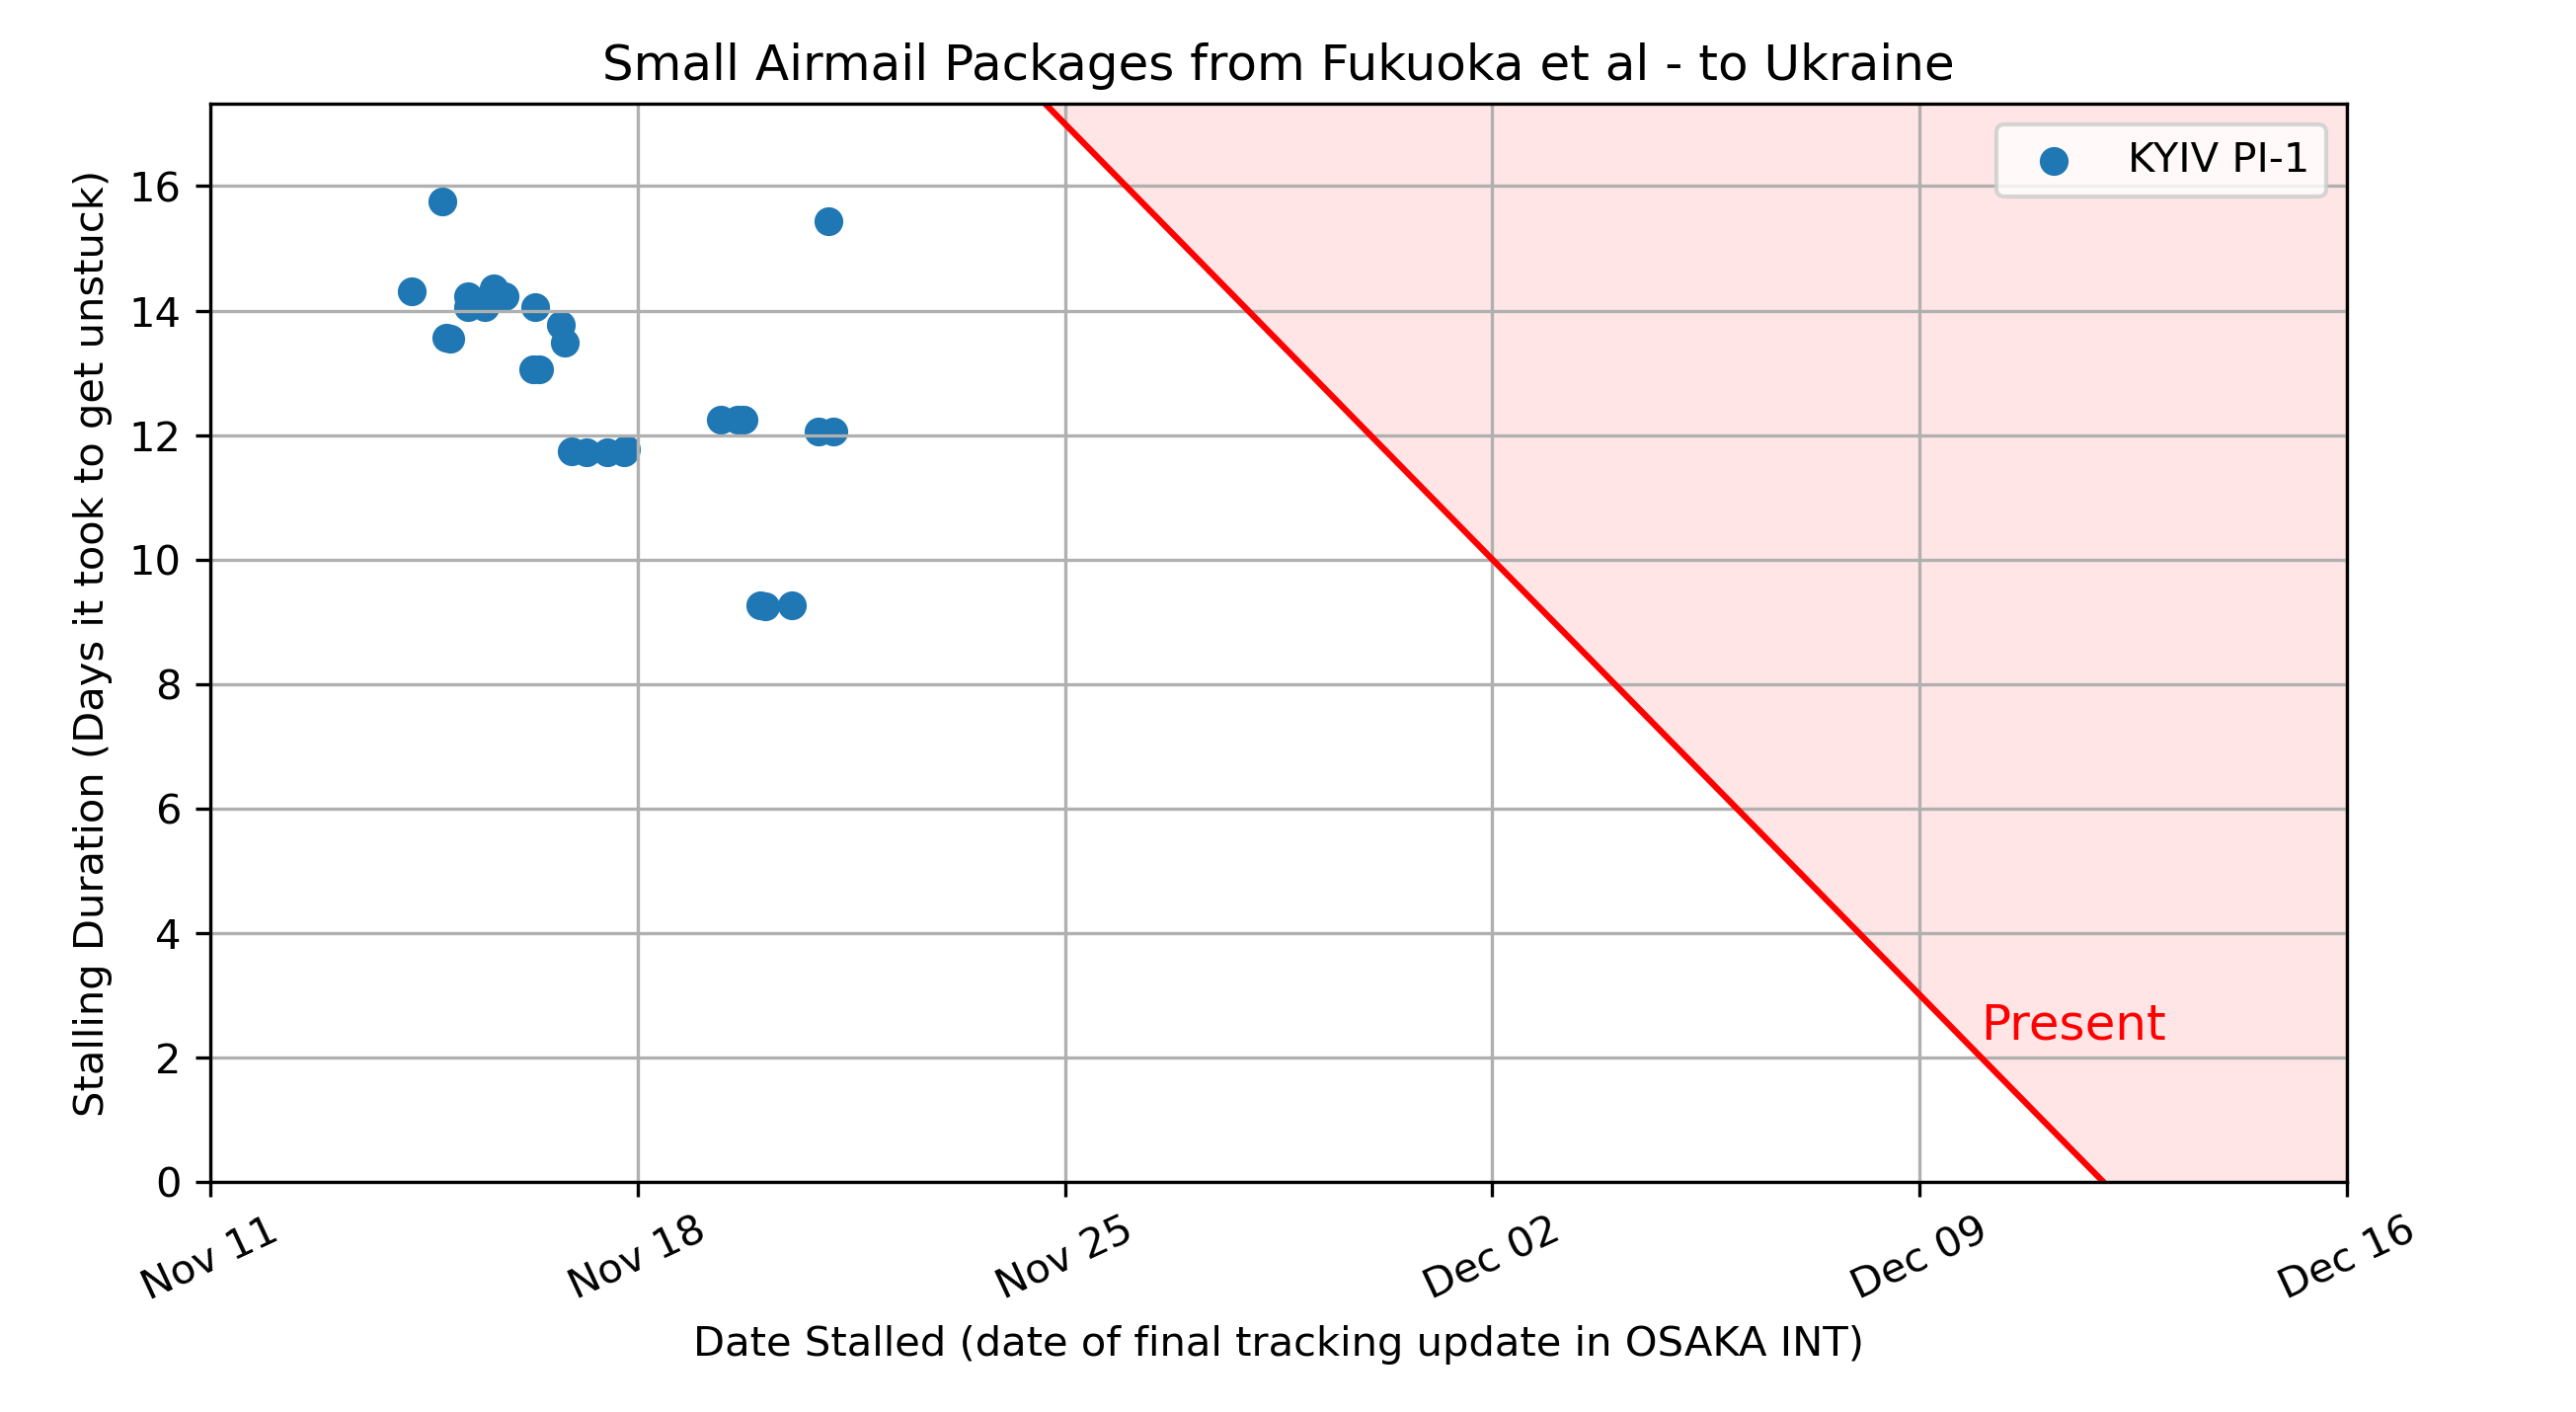 Small Airmail Packages from Fukuoka et al - to Ukraine
KYIV PI-1
Stalling Duration (Days it took to get unstuck)
16
14
12
10
8
6
4
2
0
Present
Nov 11
Nov 18
Nov 25
Dec 02
Dec 09
Dec 16
Date Stalled (date of final tracking update in OSAKA INT)